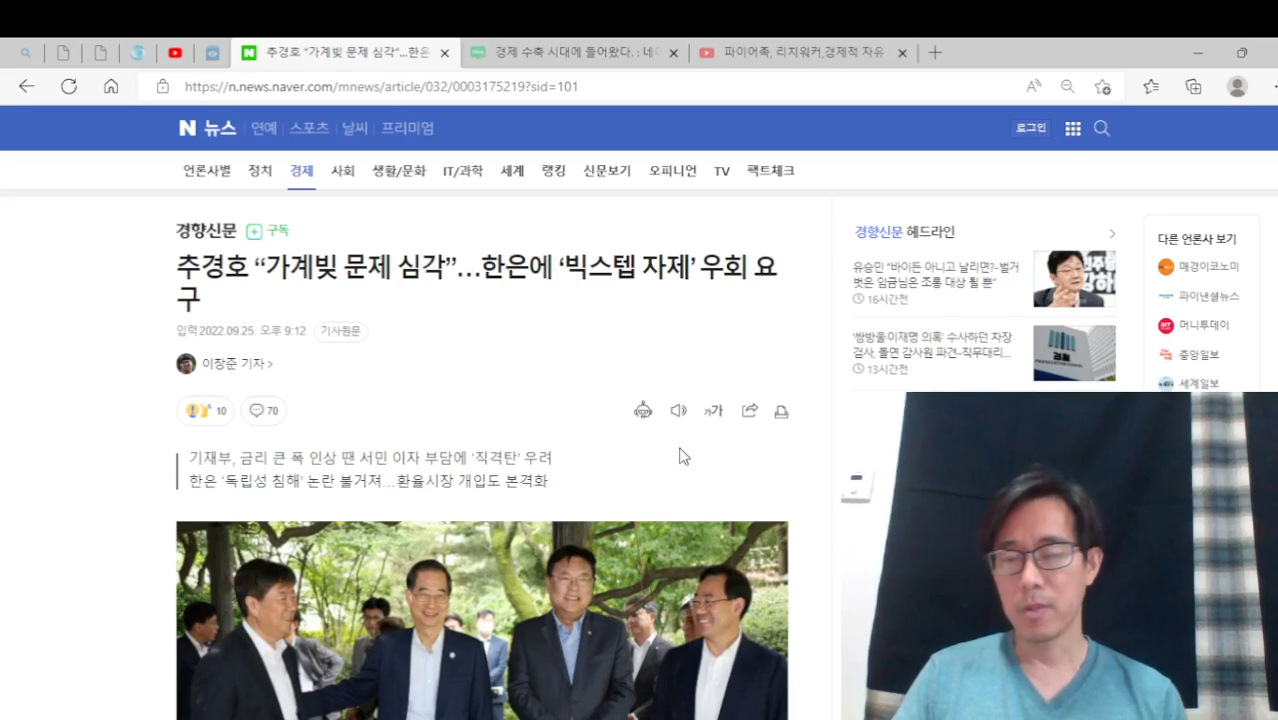 추경호 “가계빚 문제 심각”...한은
경제 수축 시대에 들어왔다. : 네이
파이어족, 리치워커,경제적 자유
https://n.news.naver.com/mnews/article/032/0003175219?sid=101
N 뉴스 연예 스포츠 날씨 프리미엄
로그인
언론사별 정치 경제 사회 생활/문화 IT/과학 세계 랭킹 신문보기 오피니언 TV 팩트체크
경향신문 구독
추경호 “가계빚 문제 심각”…한은에 ‘빅스텝 자제’ 우회 요
구
입력 2022.09.25. 오후 9:12 기사원문
이창준 기자
10 70
가가
기재부, 금리 큰 폭 인상 땐 서민 이자 부담에 ‘직격탄’ 우려
한은 ‘독립성 침해’ 논란 불거져…환율시장 개입도 본격화
경향신문 헤드라인
유승민 “바이든 아니고 날리면?…벌거
벗은 임금님은 조롱 대상 될 뿐”
16시간전
‘쌍방울·이재명 의혹’ 수사하던 차장
검사, 돌연 감사원 파견…직무대리...
13시간전
다른 언론사 보기
매경이코노미
파이낸셜뉴스
머니투데이
중앙일보
세계일보